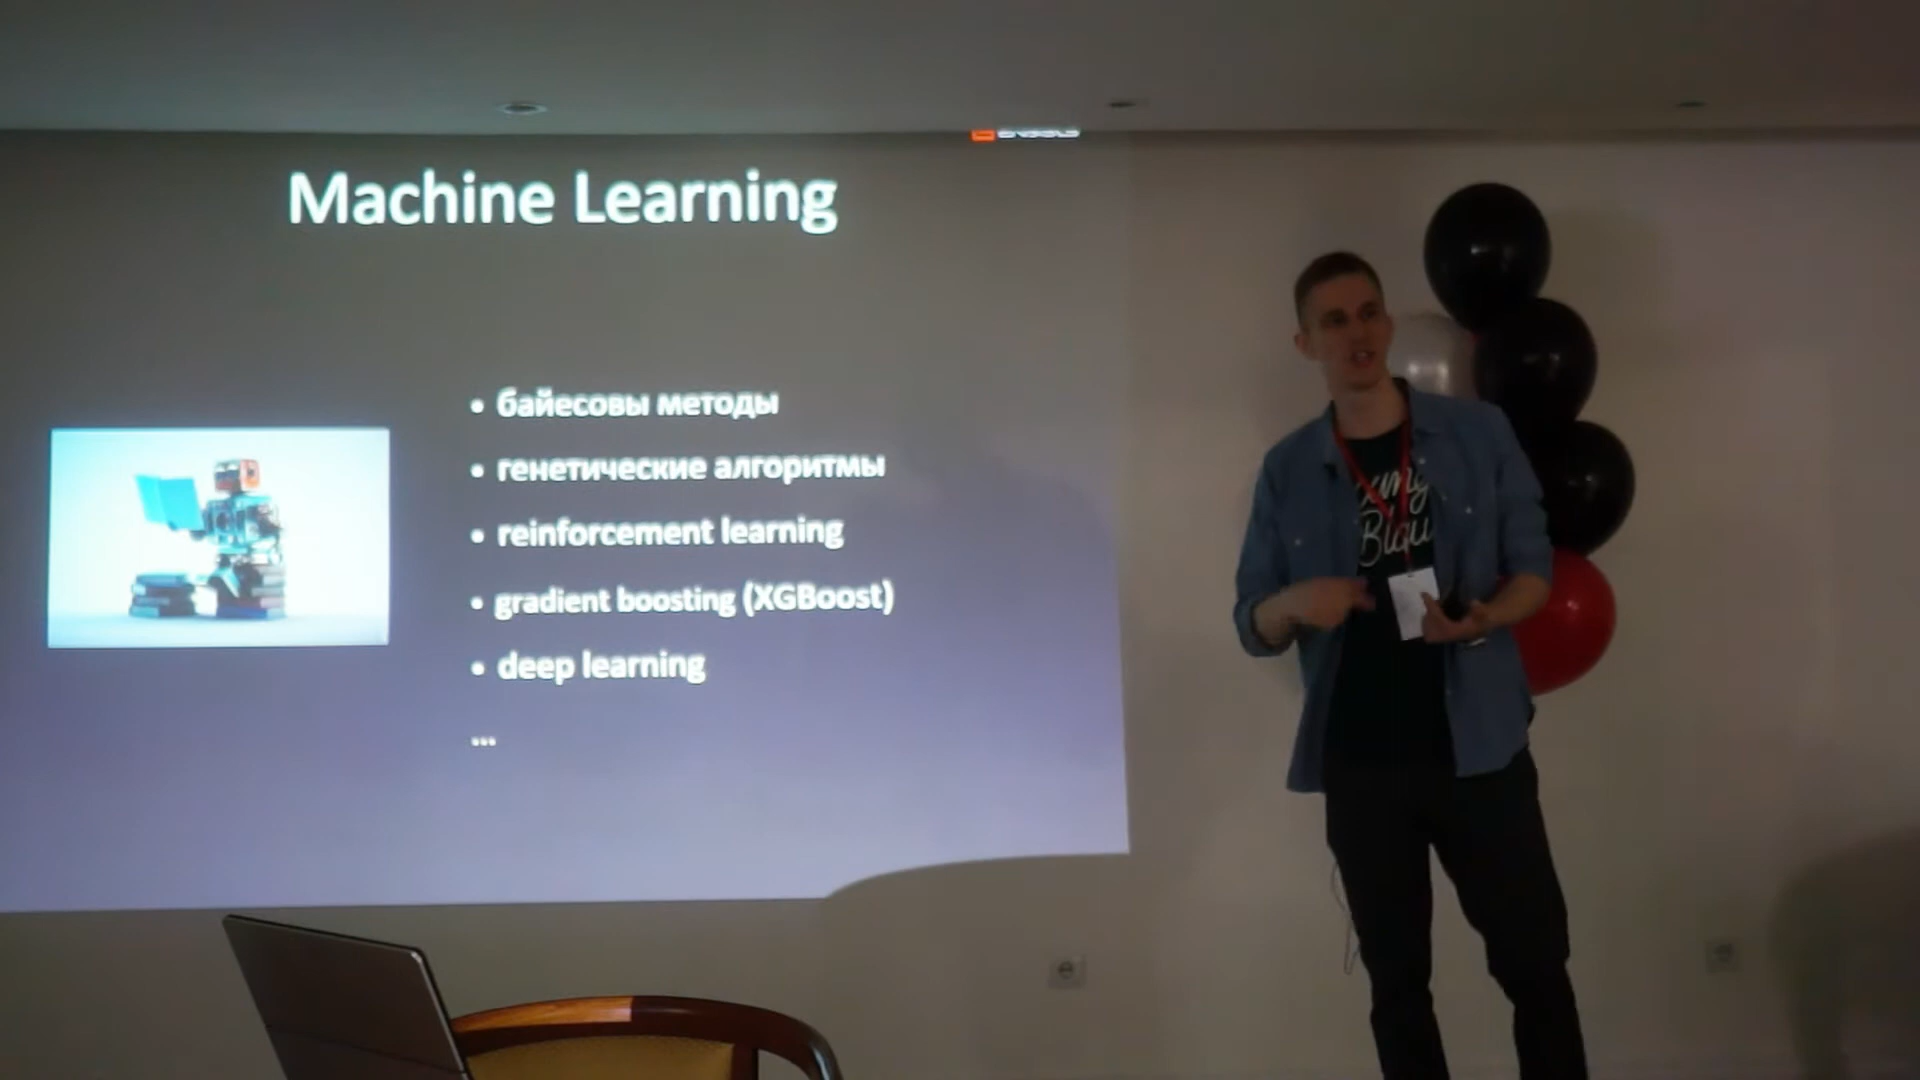 Machine Learning
• байесовы методы
• генетические алгоритмы
• reinforcement learning
• gradient boosting (XGBoost)
• deep learning
...